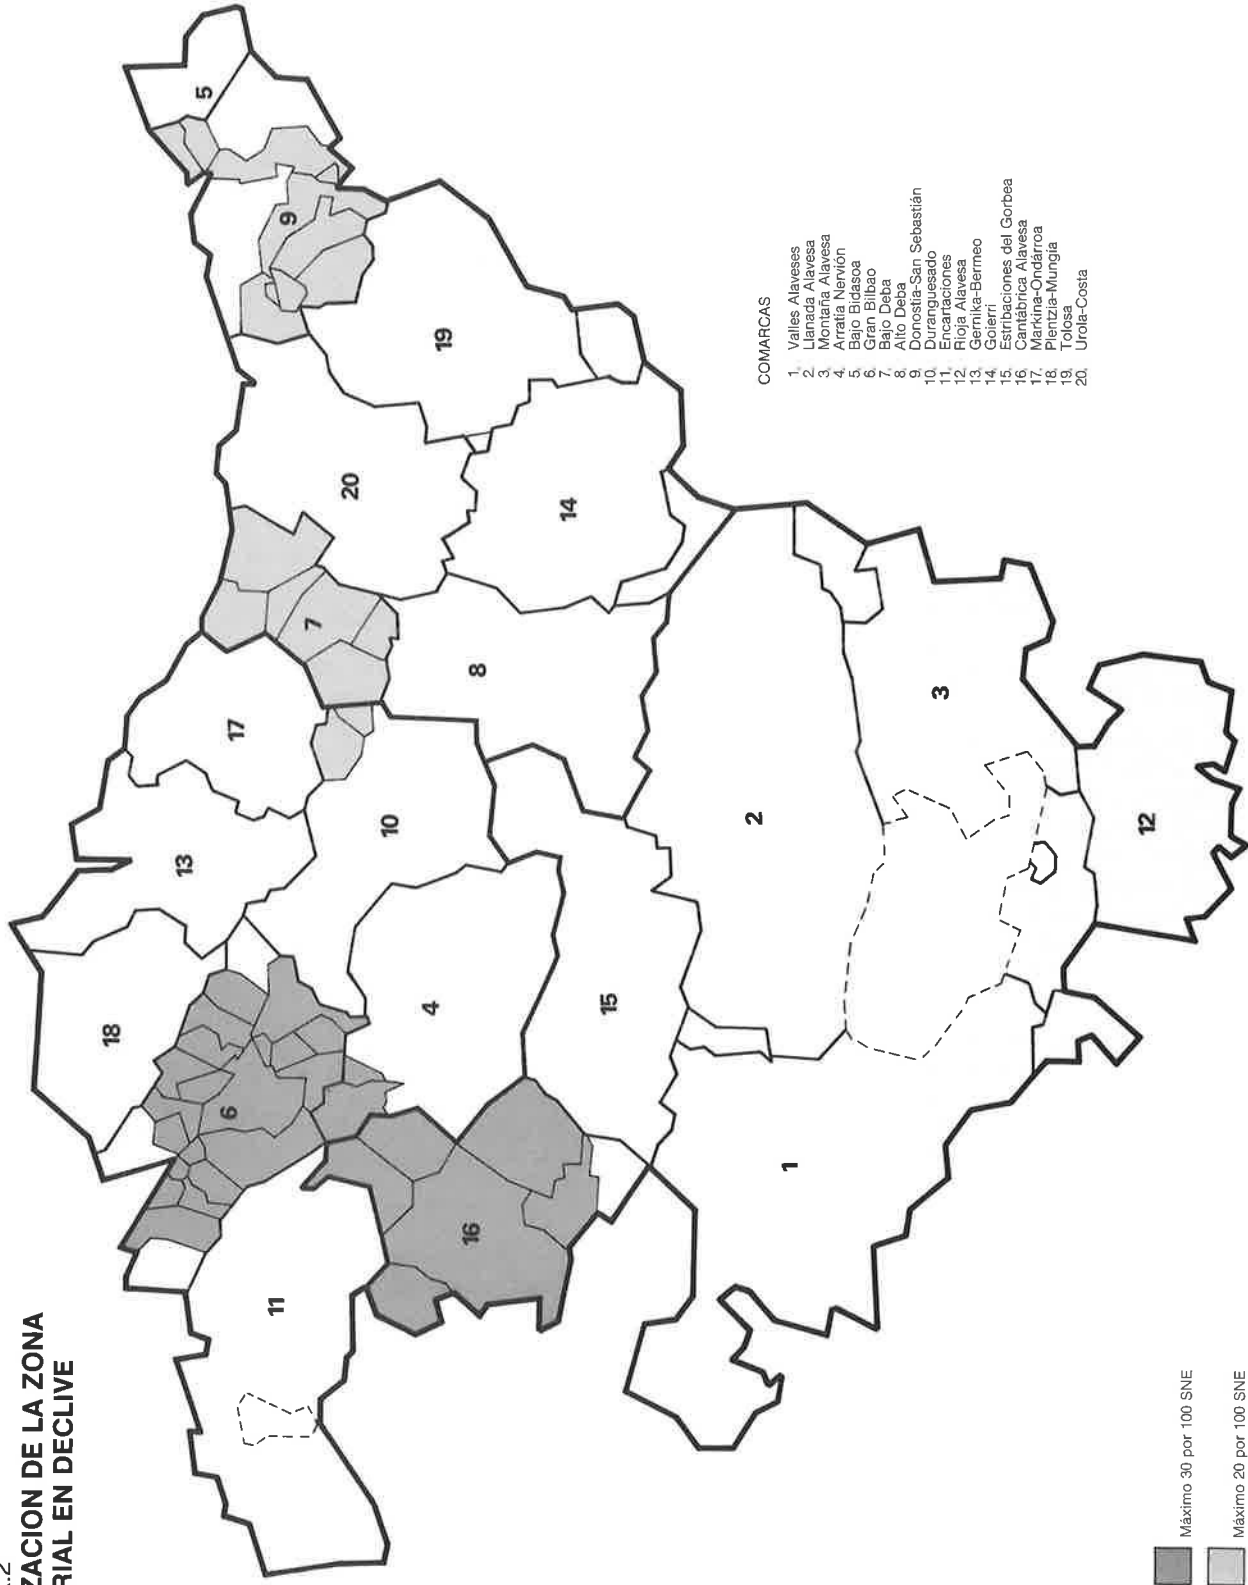 .2
ZACION DE LA ZONA
RIAL EN DECLIVE
5
9
19
20
14
7
8
17
10
13
2
3
12
18
4
15
6
16
1
11
COMARCAS
1. Valles Alaveses
2. Llanada Alavesa
3. Montaña Alavesa
4. Arratia Nervión
5. Bajo Bidasoa
6. Gran Bilbao
7. Bajo Deba
8. Alto Deba
9. Donostia-San Sebastián
10. Duranguesado
11. Encartaciones
12. Rioja Alavesa
13. Gernika-Bermeo
14. Goierri
15. Estribaciones del Gorbea
16. Cantábrica Alavesa
17. Markina-Ondárroa
18. Plentzia-Mungia
19. Tolosa
20. Urola-Costa
Máximo 30 por 100 SNE
Máximo 20 por 100 SNE